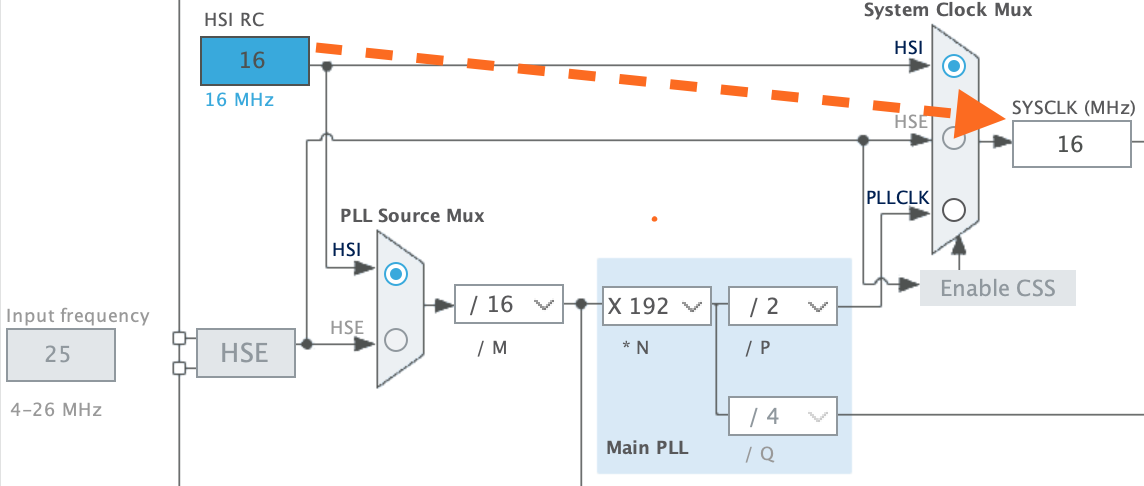 System Clock Mux
HSI RC
16
16 MHz
HSI
SYSCLK (MHz)
HSE
16
PLLCLK
PLL Source Mux
HSI
Enable CSS
Input frequency
25
4-26 MHz
HSE
HSE
/ 16
/ M
X 192
* N
/ 2
/ P
/ 4
/ Q
Main PLL